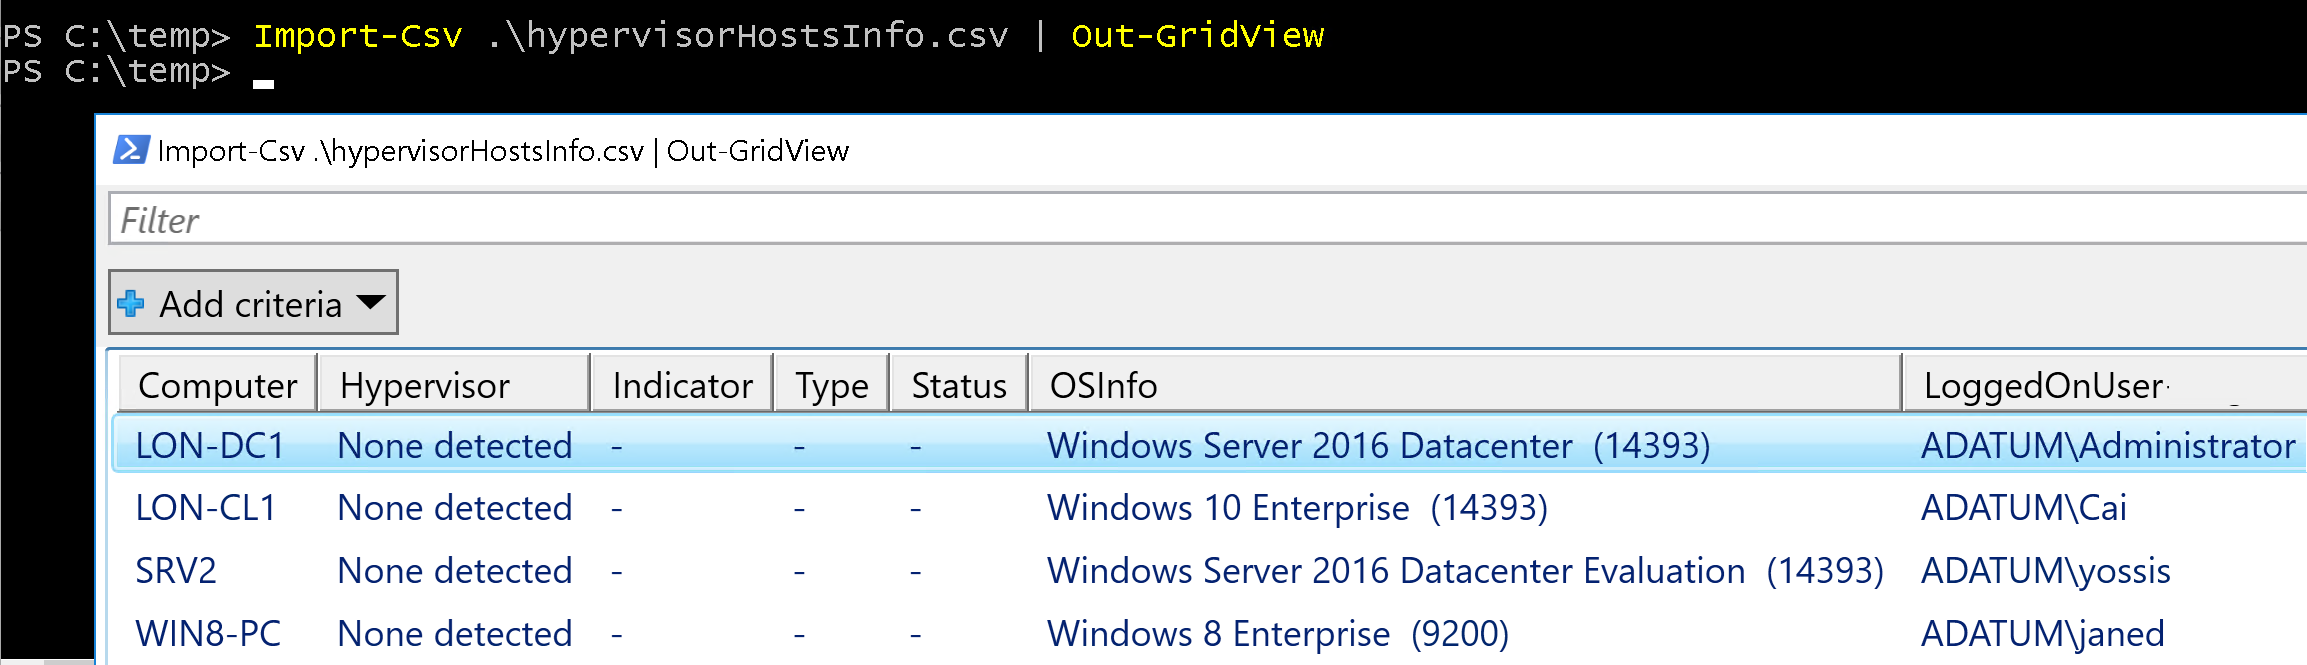 PS C:\temp> Import-Csv .\hypervisorHostsInfo.csv | Out-GridView
PS C:\temp>
Import-Csv .\hypervisorHostsInfo.csv | Out-GridView
Filter
Add criteria
Computer Hypervisor Indicator Type Status OSInfo LoggedOnUser
LON-DC1 None detected - - - Windows Server 2016 Datacenter (14393) ADATUM\Administrator
LON-CL1 None detected - - - Windows 10 Enterprise (14393) ADATUM\Cai
SRV2 None detected - - - Windows Server 2016 Datacenter Evaluation (14393) ADATUM\yossis
WIN8-PC None detected - - - Windows 8 Enterprise (9200) ADATUM\janed